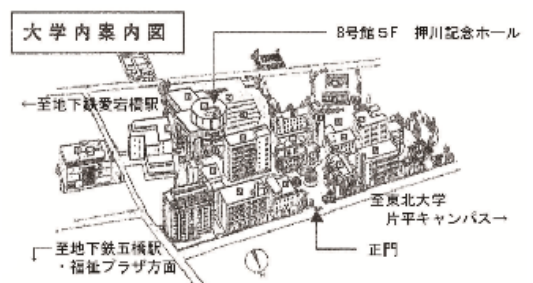 大学内案内図
8号館5F 押川記念ホール
←至地下鉄愛宕橋駅
至東北大学
片平キャンパス→
正門
至地下鉄五橋駅
・福祉プラザ方面